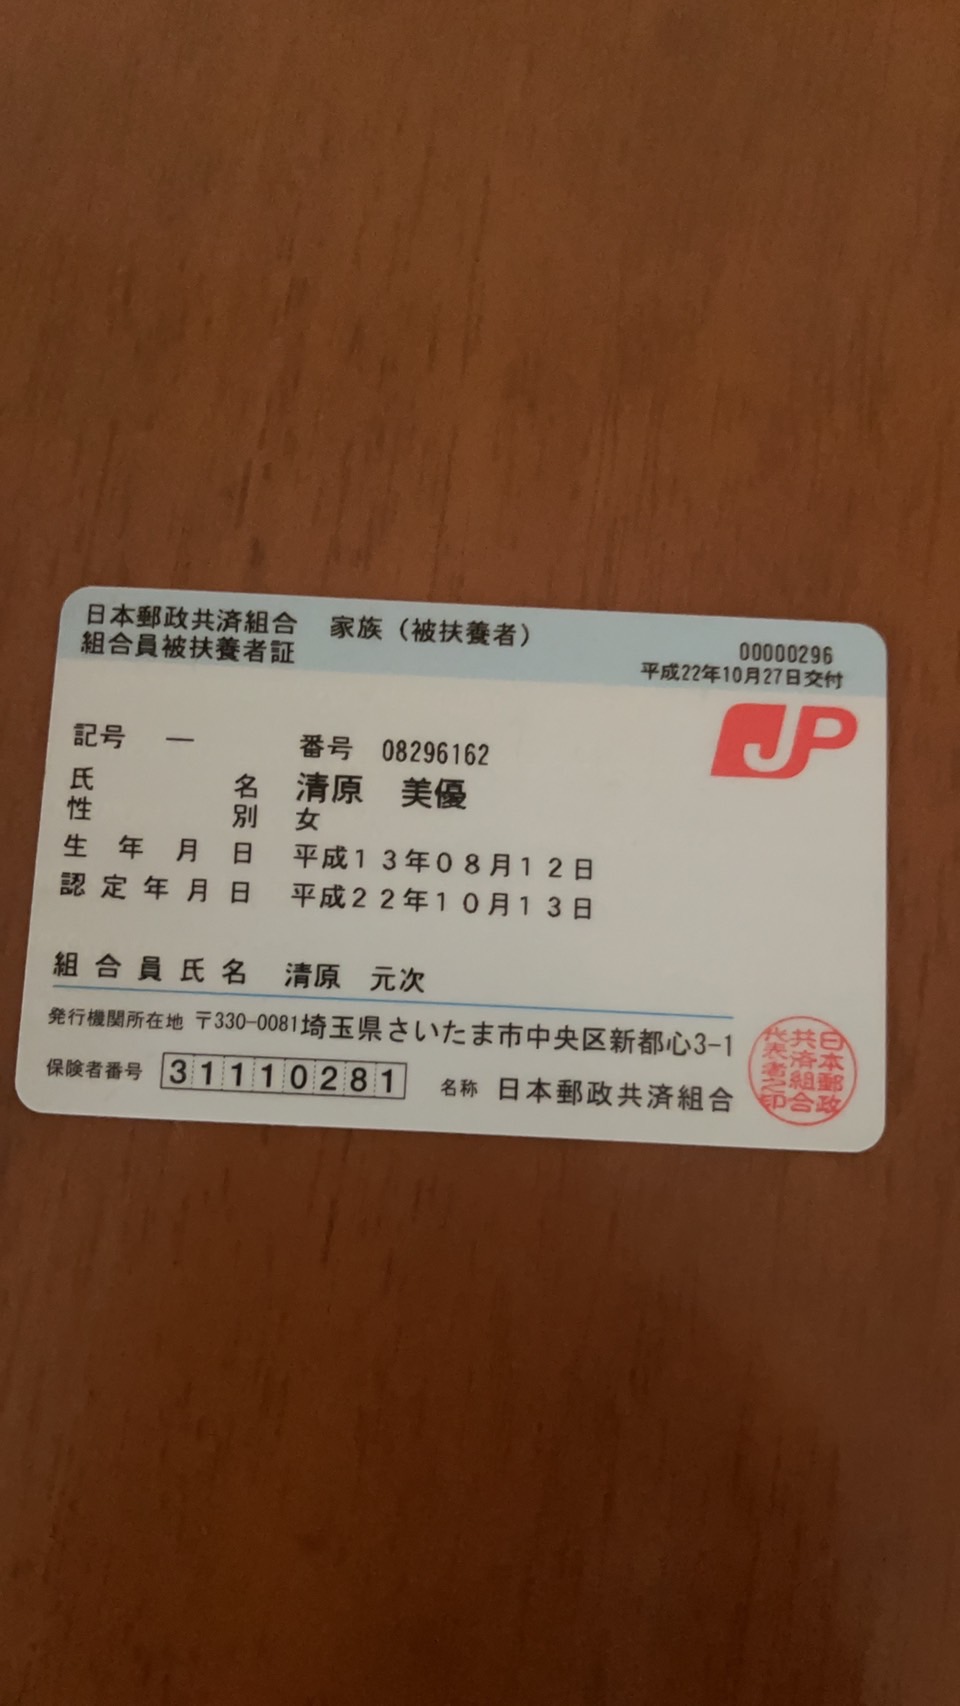 日本郵政共済組合 家族（被扶養者）
組合員被扶養者証
00000296
平成22年10月27日交付
JP
記号 ― 番号 08296162
氏名 清原 美優
性別 女
生年月日 平成13年08月12日
認定年月日 平成22年10月13日
組合員氏名 清原 元次
発行機関所在地 〒330-0081埼玉県さいたま市中央区新都心3-1
保険者番号 31110281 名称 日本郵政共済組合
日本郵政
共済組合
代表者之印